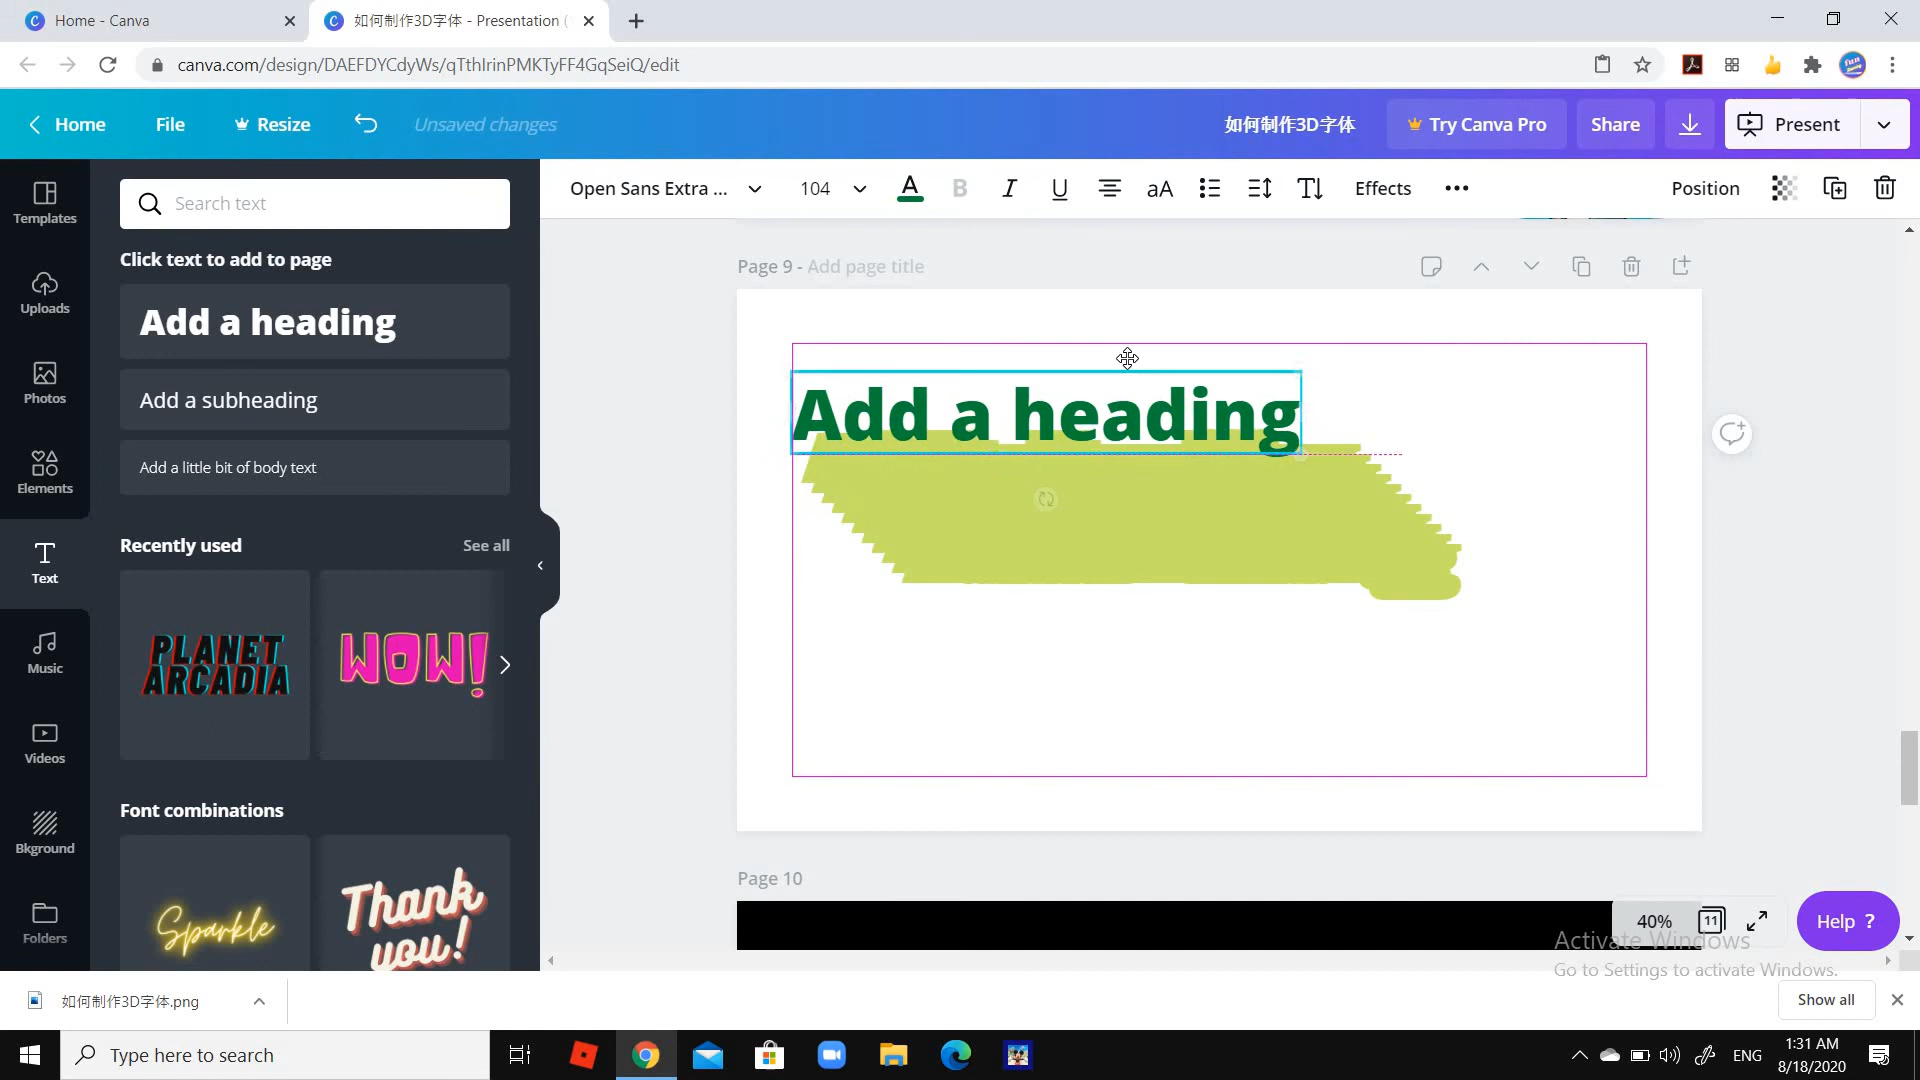 Home - Canva
如何制作3D字体 - Presentation (
canva.com/design/DAEFDYCdyWs/qTthIrinPMKTyFF4GqSeiQ/edit
Home
File
Resize
Unsaved changes
如何制作3D字体
Try Canva Pro
Share
Present
Templates
Uploads
Photos
Elements
Text
Music
Videos
Bkground
Folders
Search text
Click text to add to page
Add a heading
Add a subheading
Add a little bit of body text
Recently used
See all
PLANET
ARCADIA
WOW!
Font combinations
Sparkle
Thank
you!
Open Sans Extra ...
104
A
B
I
U
aA
Effects
Position
Page 9 - Add page title
Add a heading
Page 10
40%
11
Help ?
Activate Windows
Go to Settings to activate Windows.
如何制作3D字体.png
Show all
Type here to search
ENG
1:31 AM
8/18/2020